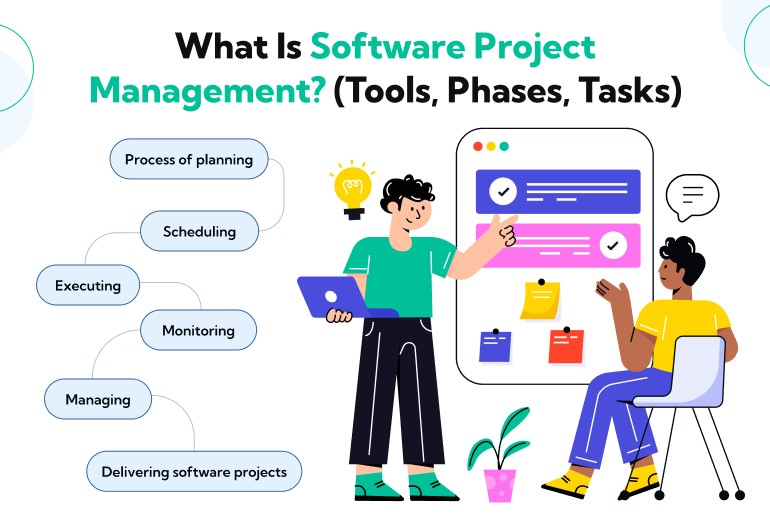 What Is Software Project
Management? (Tools, Phases, Tasks)
Process of planning
Scheduling
Executing
Monitoring
Managing
Delivering software projects